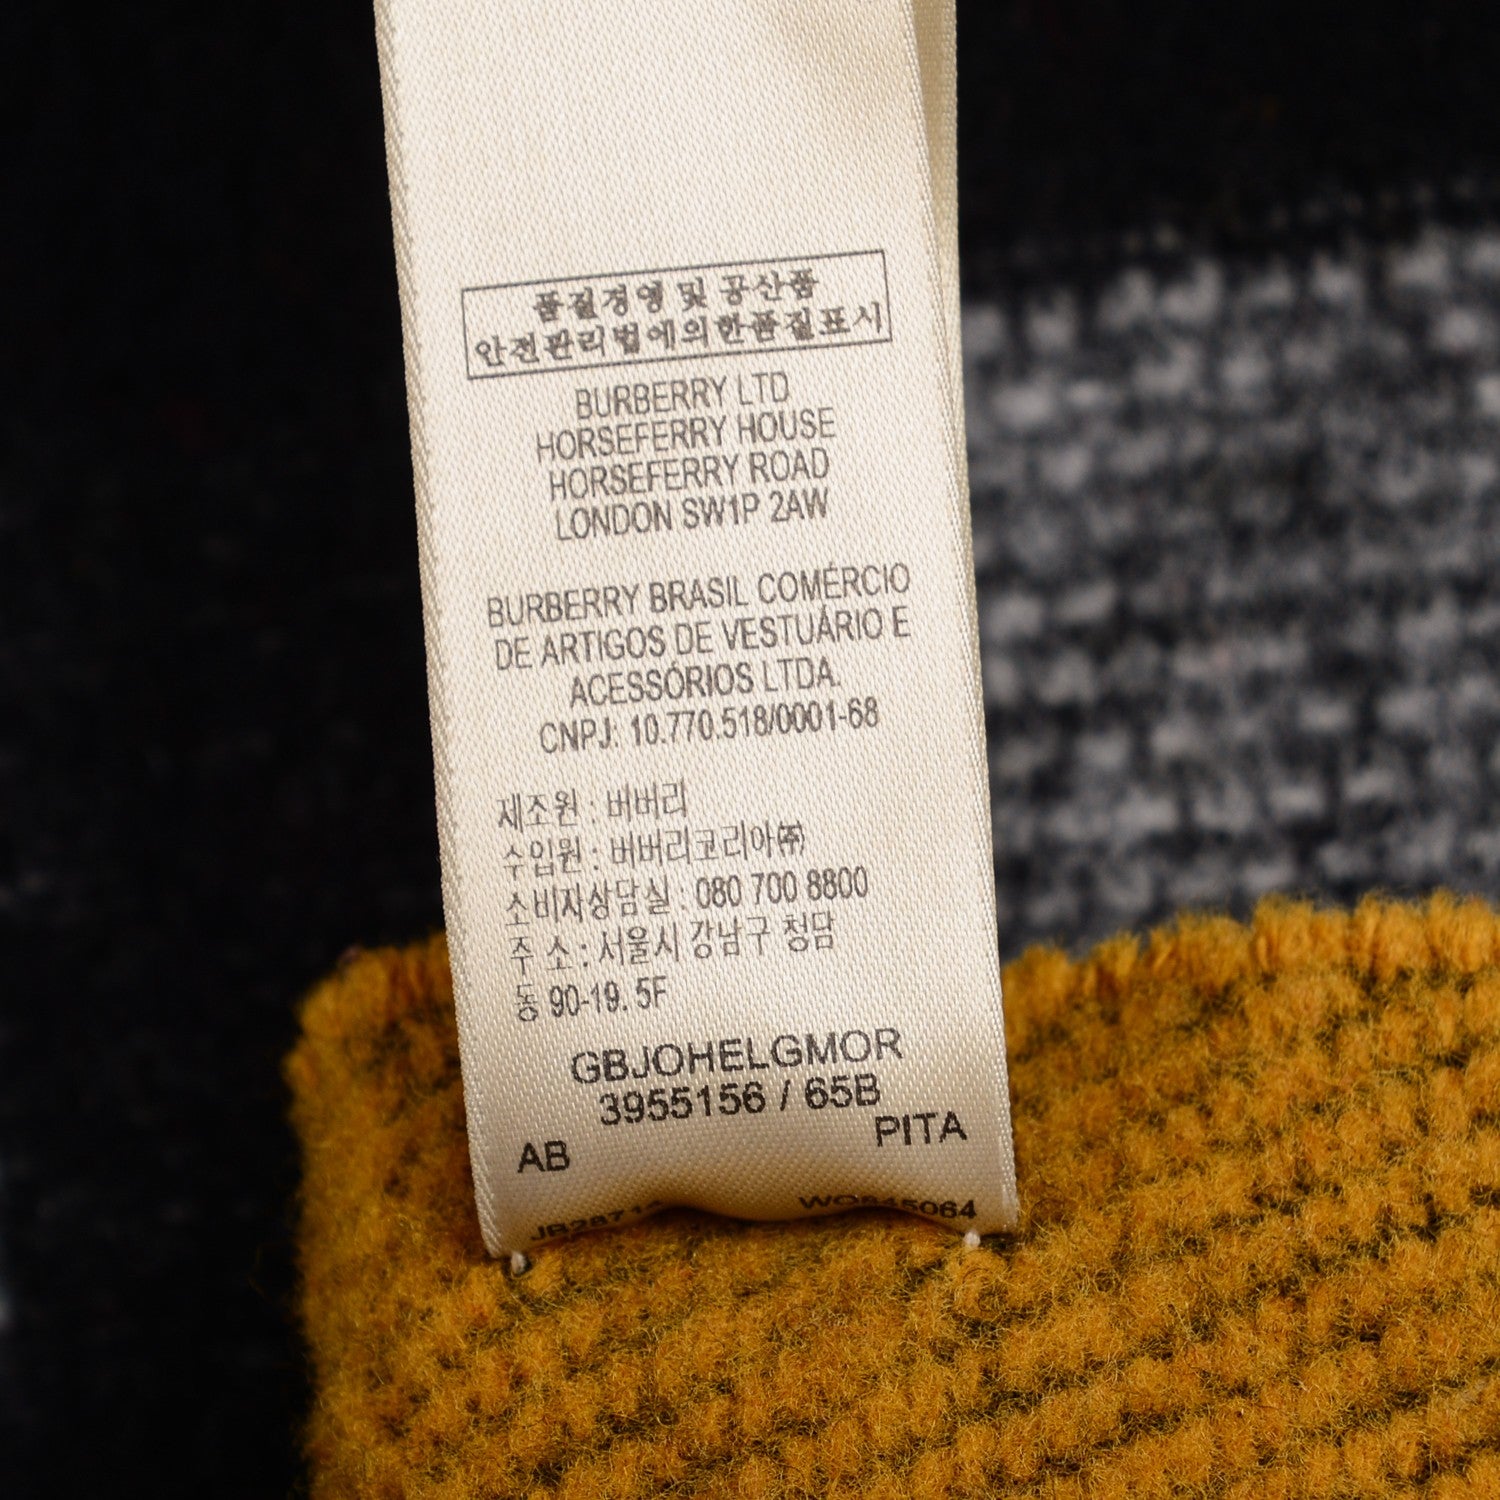 품질경영 및 공산품
안전관리법에의한품질표시
BURBERRY LTD
HORSEFERRY HOUSE
HORSEFERRY ROAD
LONDON SW1P 2AW
BURBERRY BRASIL COMÉRCIO
DE ARTIGOS DE VESTUÁRIO E
ACESSÓRIOS LTDA.
CNPJ: 10.770.518/0001-68
제조원 : 버버리
수입원 : 버버리코리아㈜
소비자상담실 : 080 700 8800
주 소 : 서울시 강남구 청담
동 90-19. 5F
GBJOHELGMOR
3955156 / 65B
AB PITA